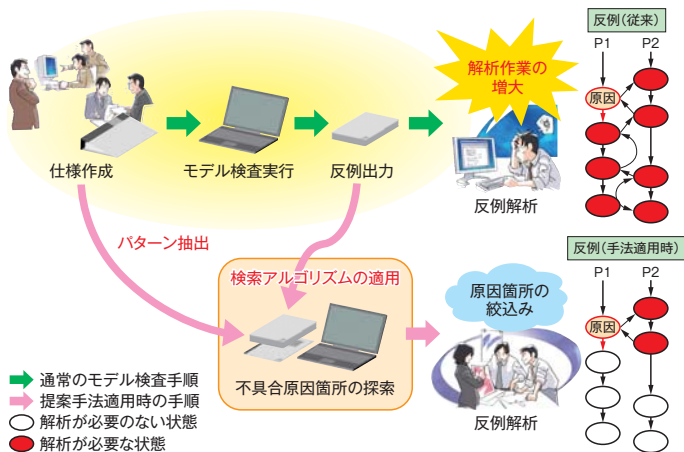 反例(従来)
P1
P2
解析作業の
増大
原因
仕様作成
モデル検査実行
反例出力
反例解析
パターン抽出
検索アルゴリズムの適用
不具合原因箇所の探索
原因箇所の
絞込み
反例解析
反例(手法適用時)
P1
P2
原因
通常のモデル検査手順
提案手法適用時の手順
解析が必要のない状態
解析が必要な状態